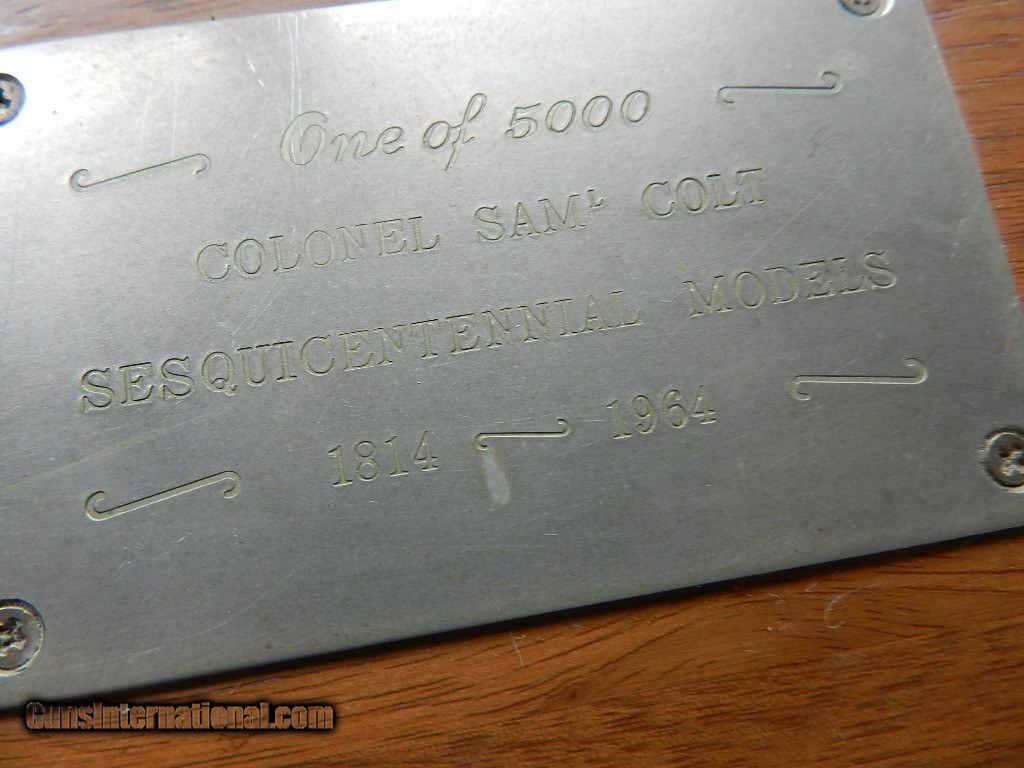 One of 5000
COLONEL SAMᴸ COLT
SESQUICENTENNIAL MODELS
1814 1964
GunsInternational.com